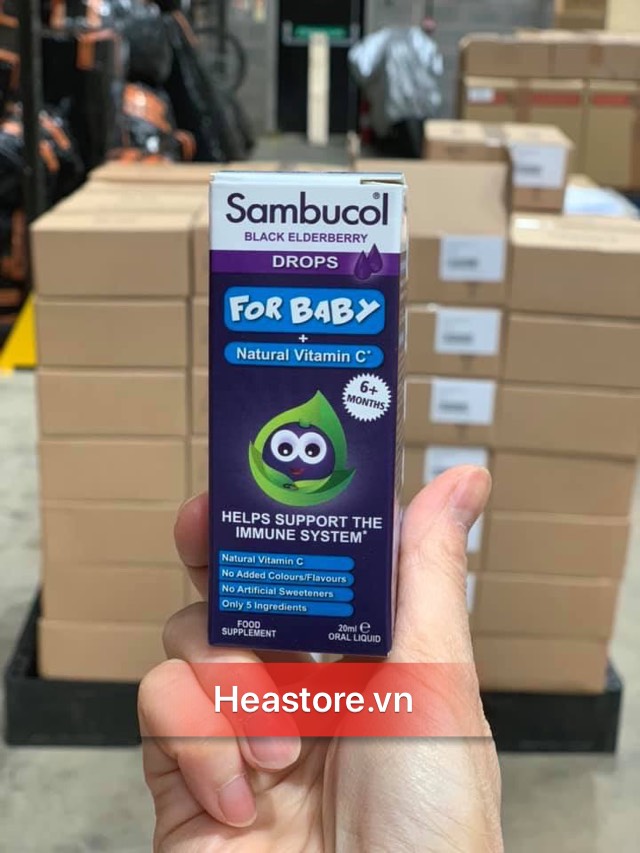 Sambucol®
BLACK ELDERBERRY
DROPS
FOR BABY
+
Natural Vitamin C*
6+
MONTHS
HELPS SUPPORT THE
IMMUNE SYSTEM*
Natural Vitamin C
No Added Colours/Flavours
No Artificial Sweeteners
Only 5 Ingredients
FOOD
SUPPLEMENT
20ml e
ORAL LIQUID
Heastore.vn